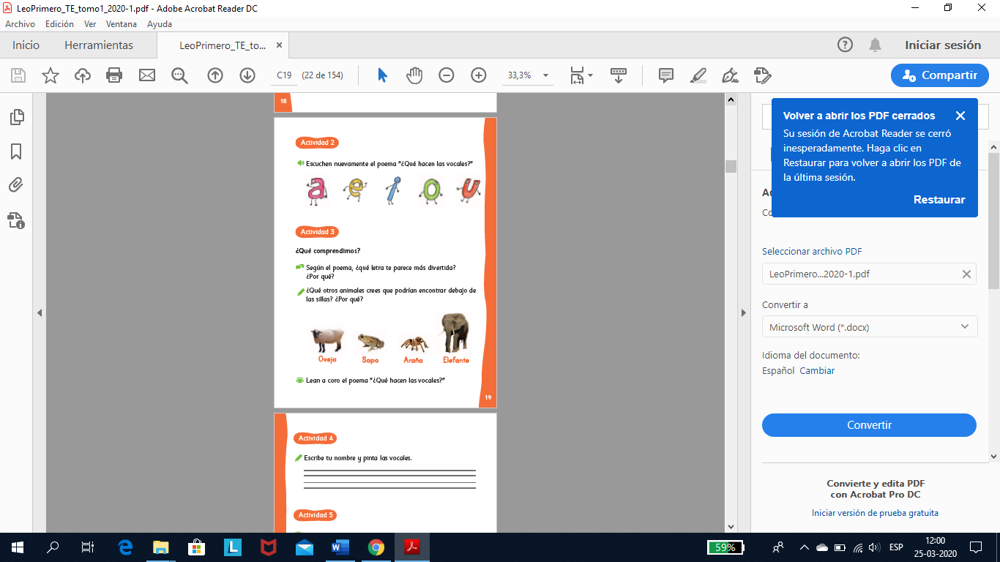 LeoPrimero_TE_tomo1_2020-1.pdf - Adobe Acrobat Reader DC
Archivo Edición Ver Ventana Ayuda
Inicio Herramientas LeoPrimero_TE_to... ×
Iniciar sesión
C19 (22 de 154) 33,3% Compartir
18
Actividad 2
Escuchen nuevamente el poema "¿Qué hacen las vocales?"
a e i o u
Actividad 3
¿Qué comprendimos?
Según el poema, ¿qué letra te parece más divertida?
¿Por qué?
¿Qué otros animales crees que podrían encontrar debajo de
las sillas? ¿Por qué?
Oveja Sapo Araña Elefante
Lean a coro el poema "¿Qué hacen las vocales?"
19
Actividad 4
Escribe tu nombre y pinta las vocales.
Actividad 5
Volver a abrir los PDF cerrados
Su sesión de Acrobat Reader se cerró
inesperadamente. Haga clic en
Restaurar para volver a abrir los PDF de
la última sesión.
Restaurar
Seleccionar archivo PDF
LeoPrimero...2020-1.pdf
Convertir a
Microsoft Word (*.docx)
Idioma del documento:
Español Cambiar
Convertir
Convierte y edita PDF
con Acrobat Pro DC
Iniciar versión de prueba gratuita
59% ESP 12:00
25-03-2020